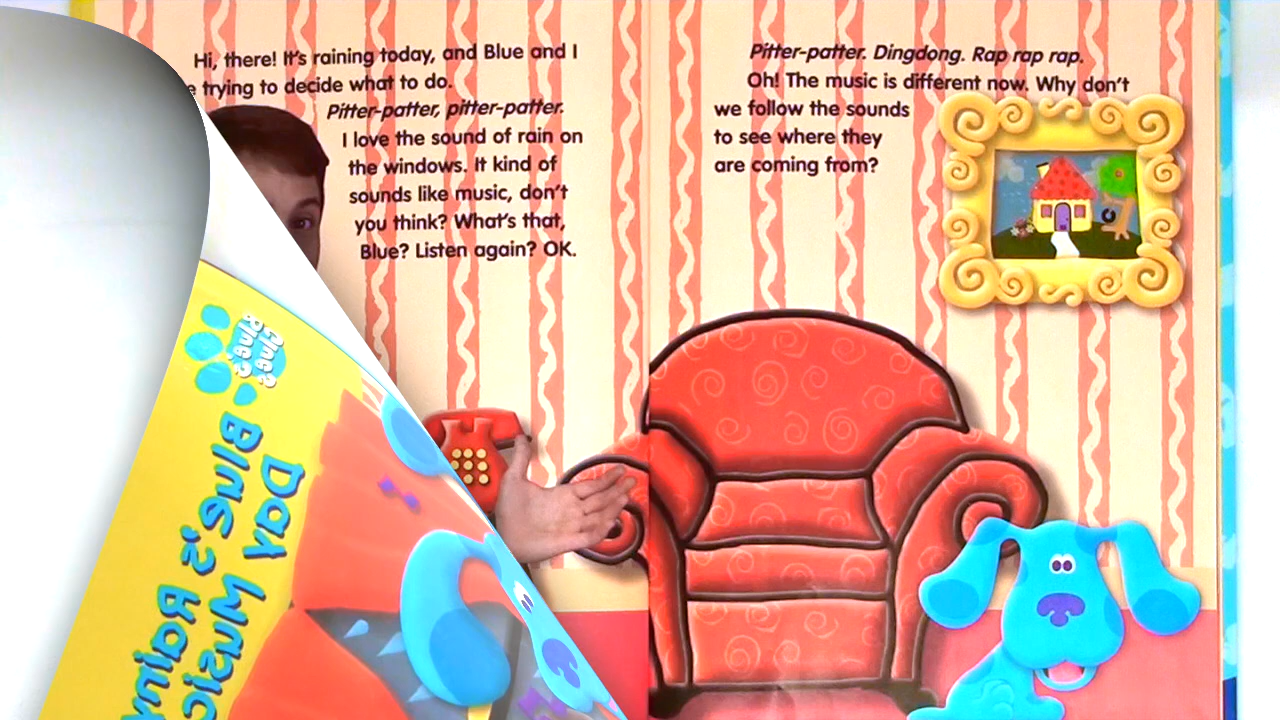 Hi, there! It's raining today, and Blue and I
trying to decide what to do.
Pitter-patter, pitter-patter.
I love the sound of rain on
the windows. It kind of
sounds like music, don't
you think? What's that,
Blue? Listen again? OK.
Pitter-patter. Dingdong. Rap rap rap.
Oh! The music is different now. Why don't
we follow the sounds
to see where they
are coming from?
Blue's
Clues
Blue's Rainy
Day Music